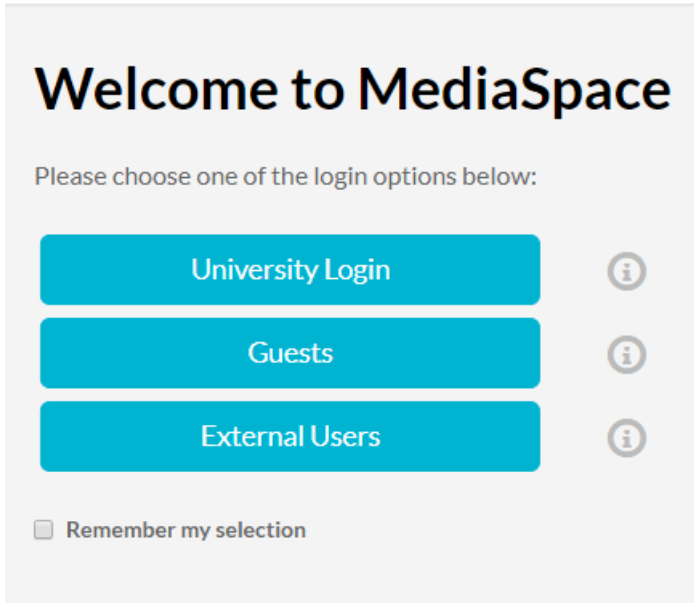 Welcome to MediaSpace
Please choose one of the login options below:
University Login
Guests
External Users
Remember my selection